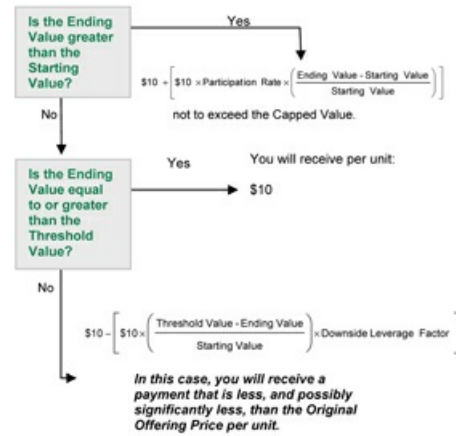 Is the Ending
Value greater
than the
Starting
Value?
Yes
$10 + [$10 × Participation Rate × (Ending Value - Starting Value / Starting Value)]
not to exceed the Capped Value.
No
Is the Ending
Value equal
to or greater
than the
Threshold
Value?
Yes
You will receive per unit:
$10
No
$10 - [$10 × (Threshold Value - Ending Value / Starting Value) × Downside Leverage Factor]
In this case, you will receive a
payment that is less, and possibly
significantly less, than the Original
Offering Price per unit.